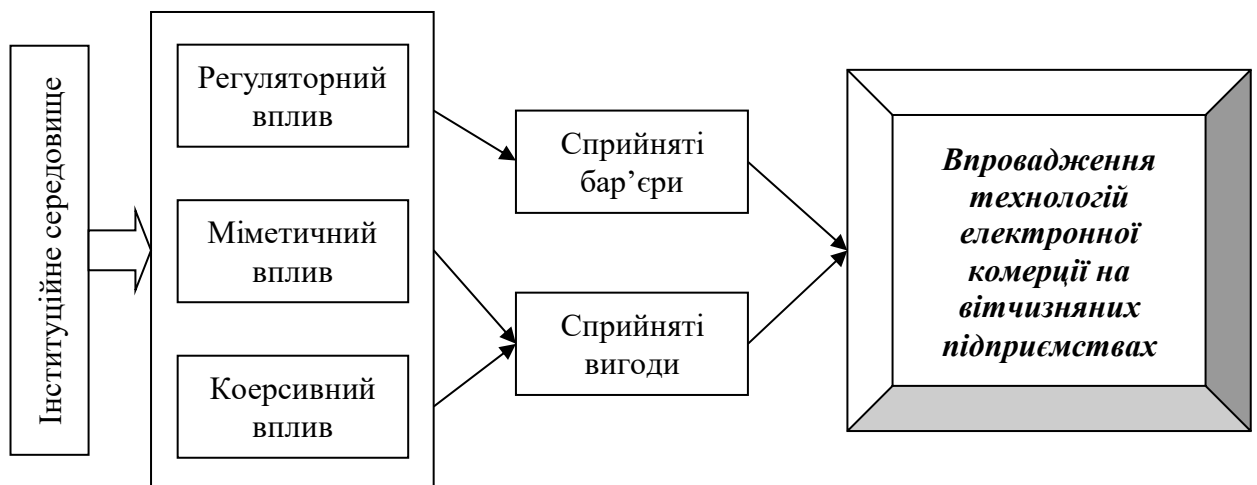 Інституційне середовище
Регуляторний
вплив
Міметичний
вплив
Коерсивний
вплив
Сприйняті
бар’єри
Сприйняті
вигоди
Впровадження
технологій
електронної
комерції на
вітчизняних
підприємствах